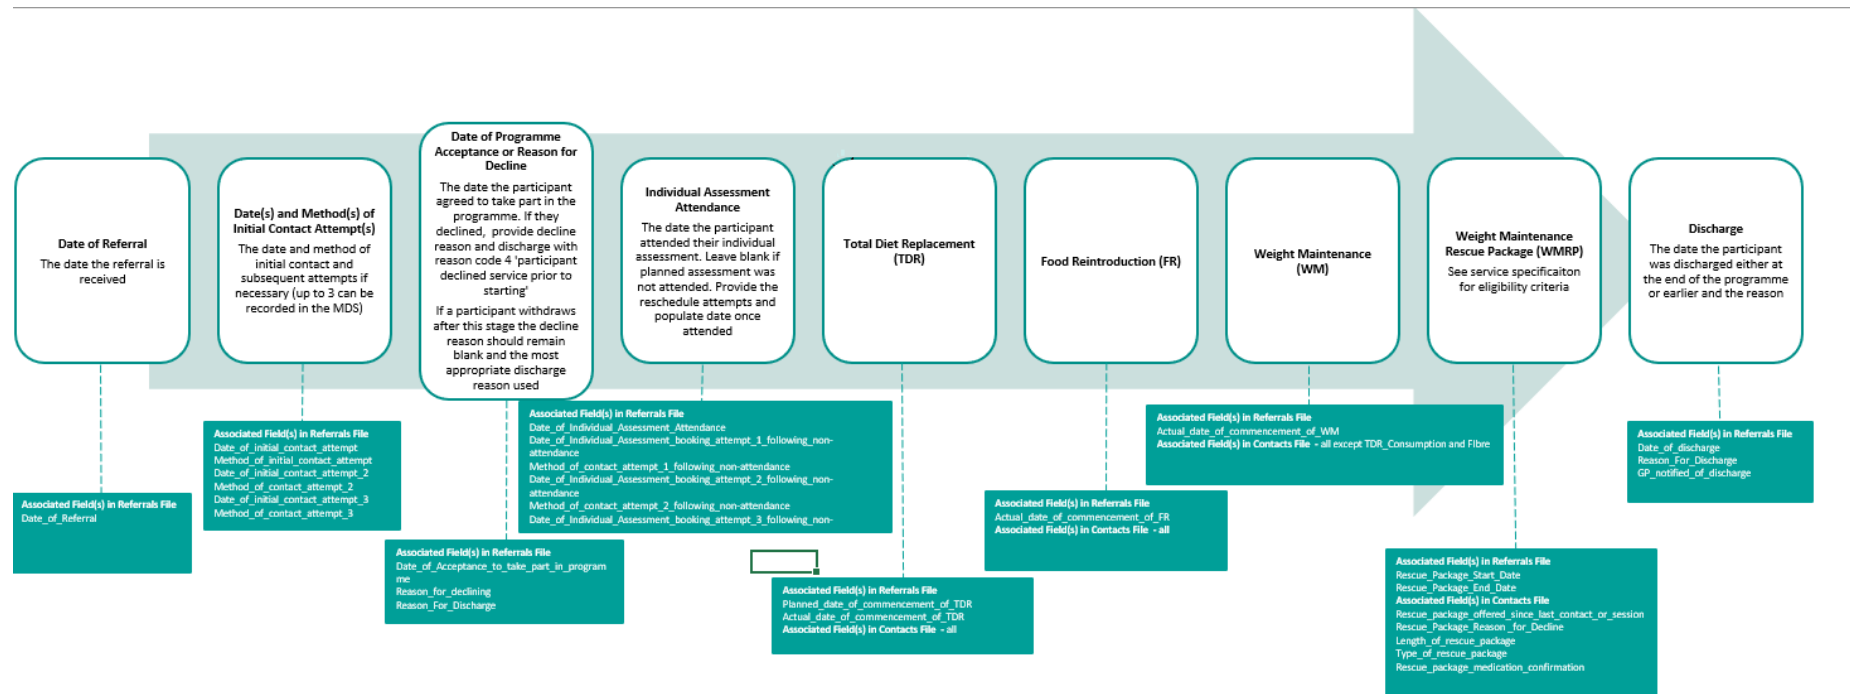 Date of Referral
The date the referral is
received
Date(s) and Method(s) of
Initial Contact Attempt(s)
The date and method of
initial contact and
subsequent attempts if
necessary (up to 3 can be
recorded in the MDS)
Date of Programme
Acceptance or Reason for
Decline
The date the participant
agreed to take part in the
programme. If they
declined, provide decline
reason and discharge with
reason code 4 'participant
declined service prior to
starting'
If a participant withdraws
after this stage the decline
reason should remain
blank and the most
appropriate discharge
reason used
Individual Assessment
Attendance
The date the participant
attended their individual
assessment. Leave blank if
planned assessment was
not attended. Provide the
reschedule attempts and
populate date once
attended
Total Diet Replacement
(TDR)
Food Reintroduction (FR)
Weight Maintenance
(WM)
Weight Maintenance
Rescue Package (WMRP)
See service specificaiton
for eligibility criteria
Discharge
The date the participant
was discharged either at
the end of the programme
or earlier and the reason
Associated Field(s) in Referrals File
Date_of_Referral
Associated Field(s) in Referrals File
Date_of_initial_contact_attempt
Method_of_initial_contact_attempt
Date_of_initial_contact_attempt_2
Method_of_contact_attempt_2
Date_of_initial_contact_attempt_3
Method_of_contact_attempt_3
Associated Field(s) in Referrals File
Date_of_Acceptance_to_take_part_in_program
me
Reason_for_declining
Reason_For_Discharge
Associated Field(s) in Referrals File
Date_of_Individual_Assessment_Attendance
Date_of_Individual_Assessment_booking_attempt_1_following_non-
attendance
Method_of_contact_attempt_1_following_non-attendance
Date_of_Individual_Assessment_booking_attempt_2_following_non-
attendance
Method_of_contact_attempt_2_following_non-attendance
Date_of_Individual_Assessment_booking_attempt_3_following_non-
Associated Field(s) in Referrals File
Planned_date_of_commencement_of_TDR
Actual_date_of_commencement_of_TDR
Associated Field(s) in Contacts File - all
Associated Field(s) in Referrals File
Actual_date_of_commencement_of_FR
Associated Field(s) in Contacts File - all
Associated Field(s) in Referrals File
Actual_date_of_commencement_of_WM
Associated Field(s) in Contacts File - all except TDR_Consumption and Fibre
Associated Field(s) in Referrals File
Rescue_Package_Start_Date
Rescue_Package_End_Date
Associated Field(s) in Contacts File
Rescue_package_offered_since_last_contact_or_session
Rescue_Package_Reason_for_Decline
Length_of_rescue_package
Type_of_rescue_package
Rescue_package_medication_confirmation
Associated Field(s) in Referrals File
Date_of_discharge
Reason_For_Discharge
GP_notified_of_discharge